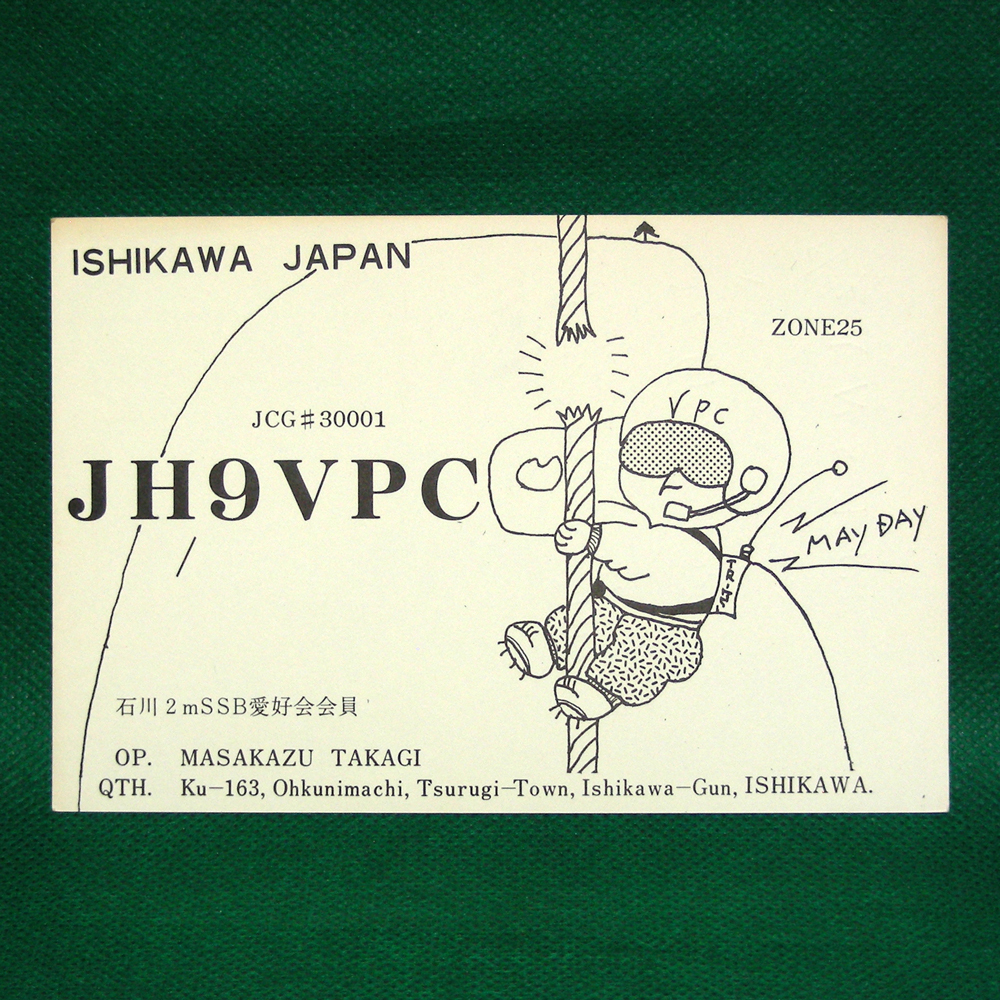 ISHIKAWA JAPAN
ZONE25
JCG#30001
JH9VPC
VPC
MAY DAY
TRIO
石川2mSSB愛好会会員
OP. MASAKAZU TAKAGI
QTH. Ku-163, Ohkunimachi, Tsurugi-Town, Ishikawa-Gun, ISHIKAWA.